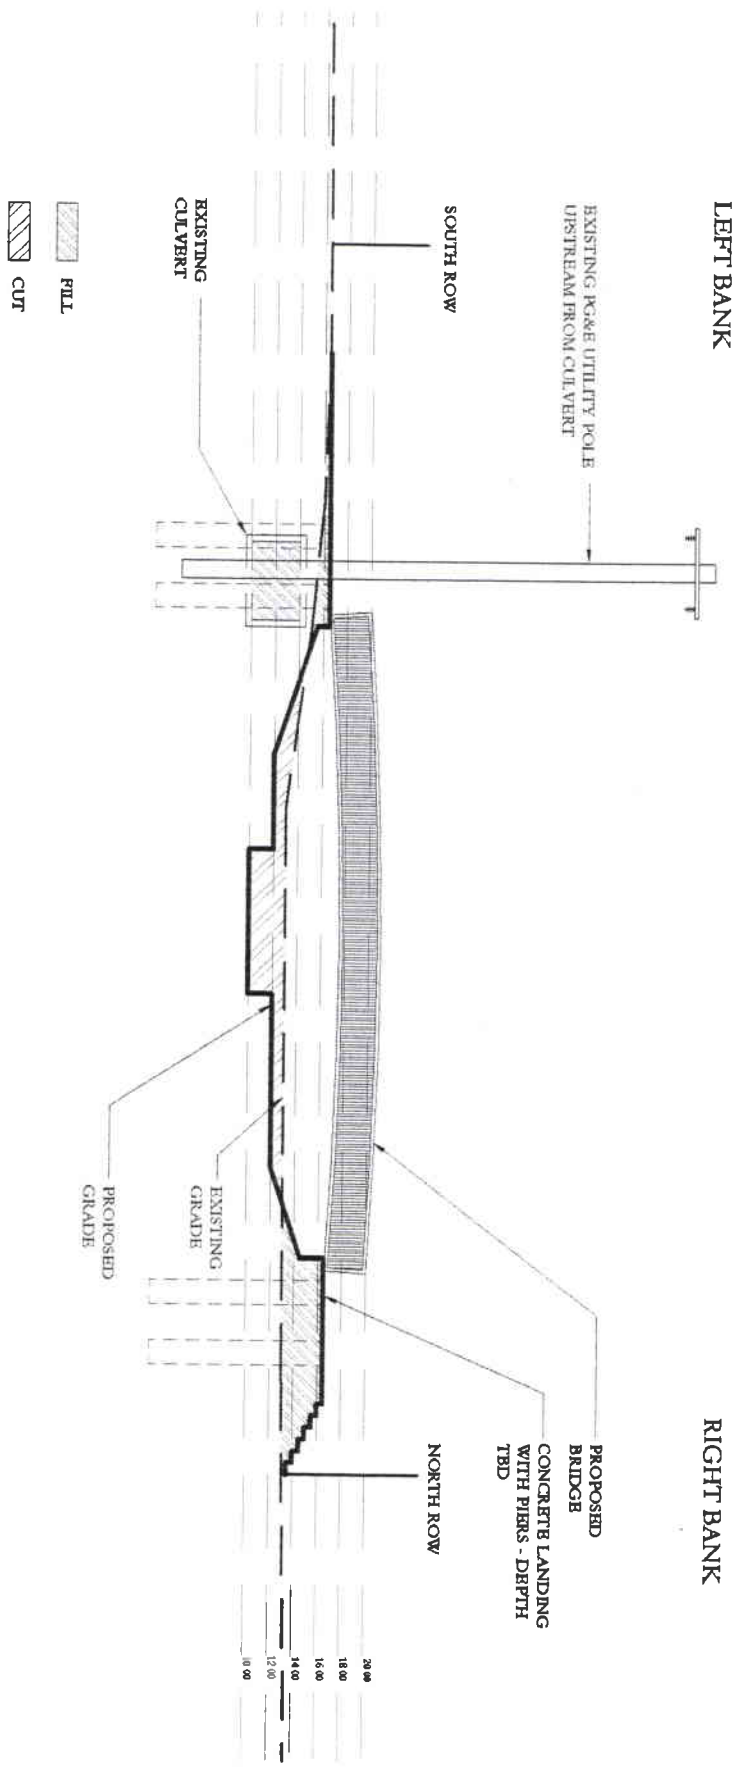 LEFT BANK
RIGHT BANK
EXISTING PG&E UTILITY POLE
UPSTREAM FROM CULVERT
SOUTH ROW
PROPOSED
BRIDGE
CONCRETE LANDING
WITH PIERS - DEPTH
TBD
NORTH ROW
20 00
18 00
16 00
14 00
12 00
10 00
EXISTING
CULVERT
EXISTING
GRADE
PROPOSED
GRADE
FILL
CUT